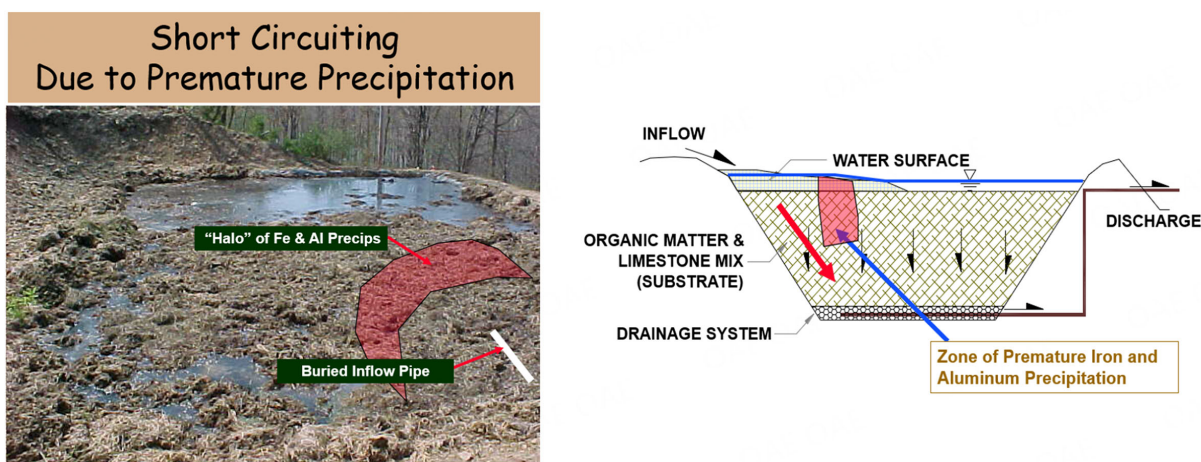 Short Circuiting
Due to Premature Precipitation
“Halo” of Fe & Al Precips
Buried Inflow Pipe
INFLOW
WATER SURFACE
DISCHARGE
ORGANIC MATTER &
LIMESTONE MIX
(SUBSTRATE)
DRAINAGE SYSTEM
Zone of Premature Iron and
Aluminum Precipitation